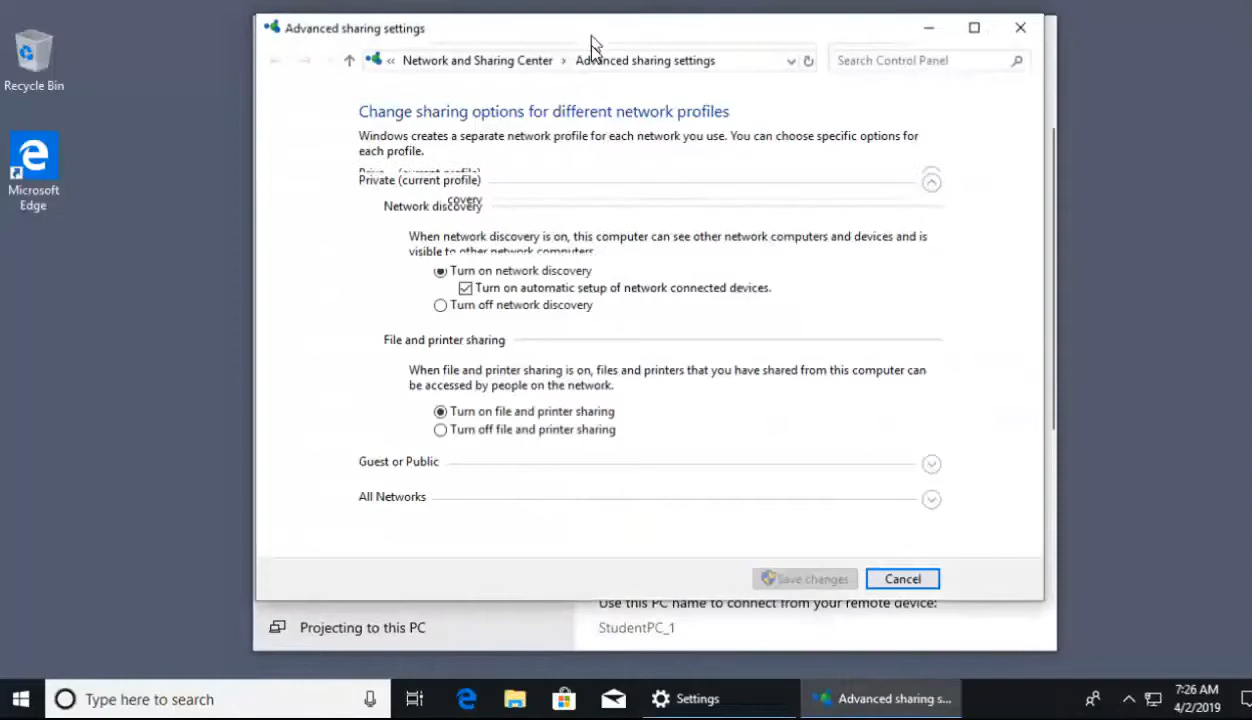 Recycle Bin
Microsoft
Edge
Advanced sharing settings
« Network and Sharing Center › Advanced sharing settings
Search Control Panel
Change sharing options for different network profiles
Windows creates a separate network profile for each network you use. You can choose specific options for
each profile.
Private (current profile)
Network discovery
When network discovery is on, this computer can see other network computers and devices and is
visible to other network computers.
Turn on network discovery
Turn on automatic setup of network connected devices.
Turn off network discovery
File and printer sharing
When file and printer sharing is on, files and printers that you have shared from this computer can
be accessed by people on the network.
Turn on file and printer sharing
Turn off file and printer sharing
Guest or Public
All Networks
Save changes
Cancel
Use this PC name to connect from your remote device:
Projecting to this PC
StudentPC_1
Type here to search
Settings
Advanced sharing s...
7:26 AM
4/2/2019